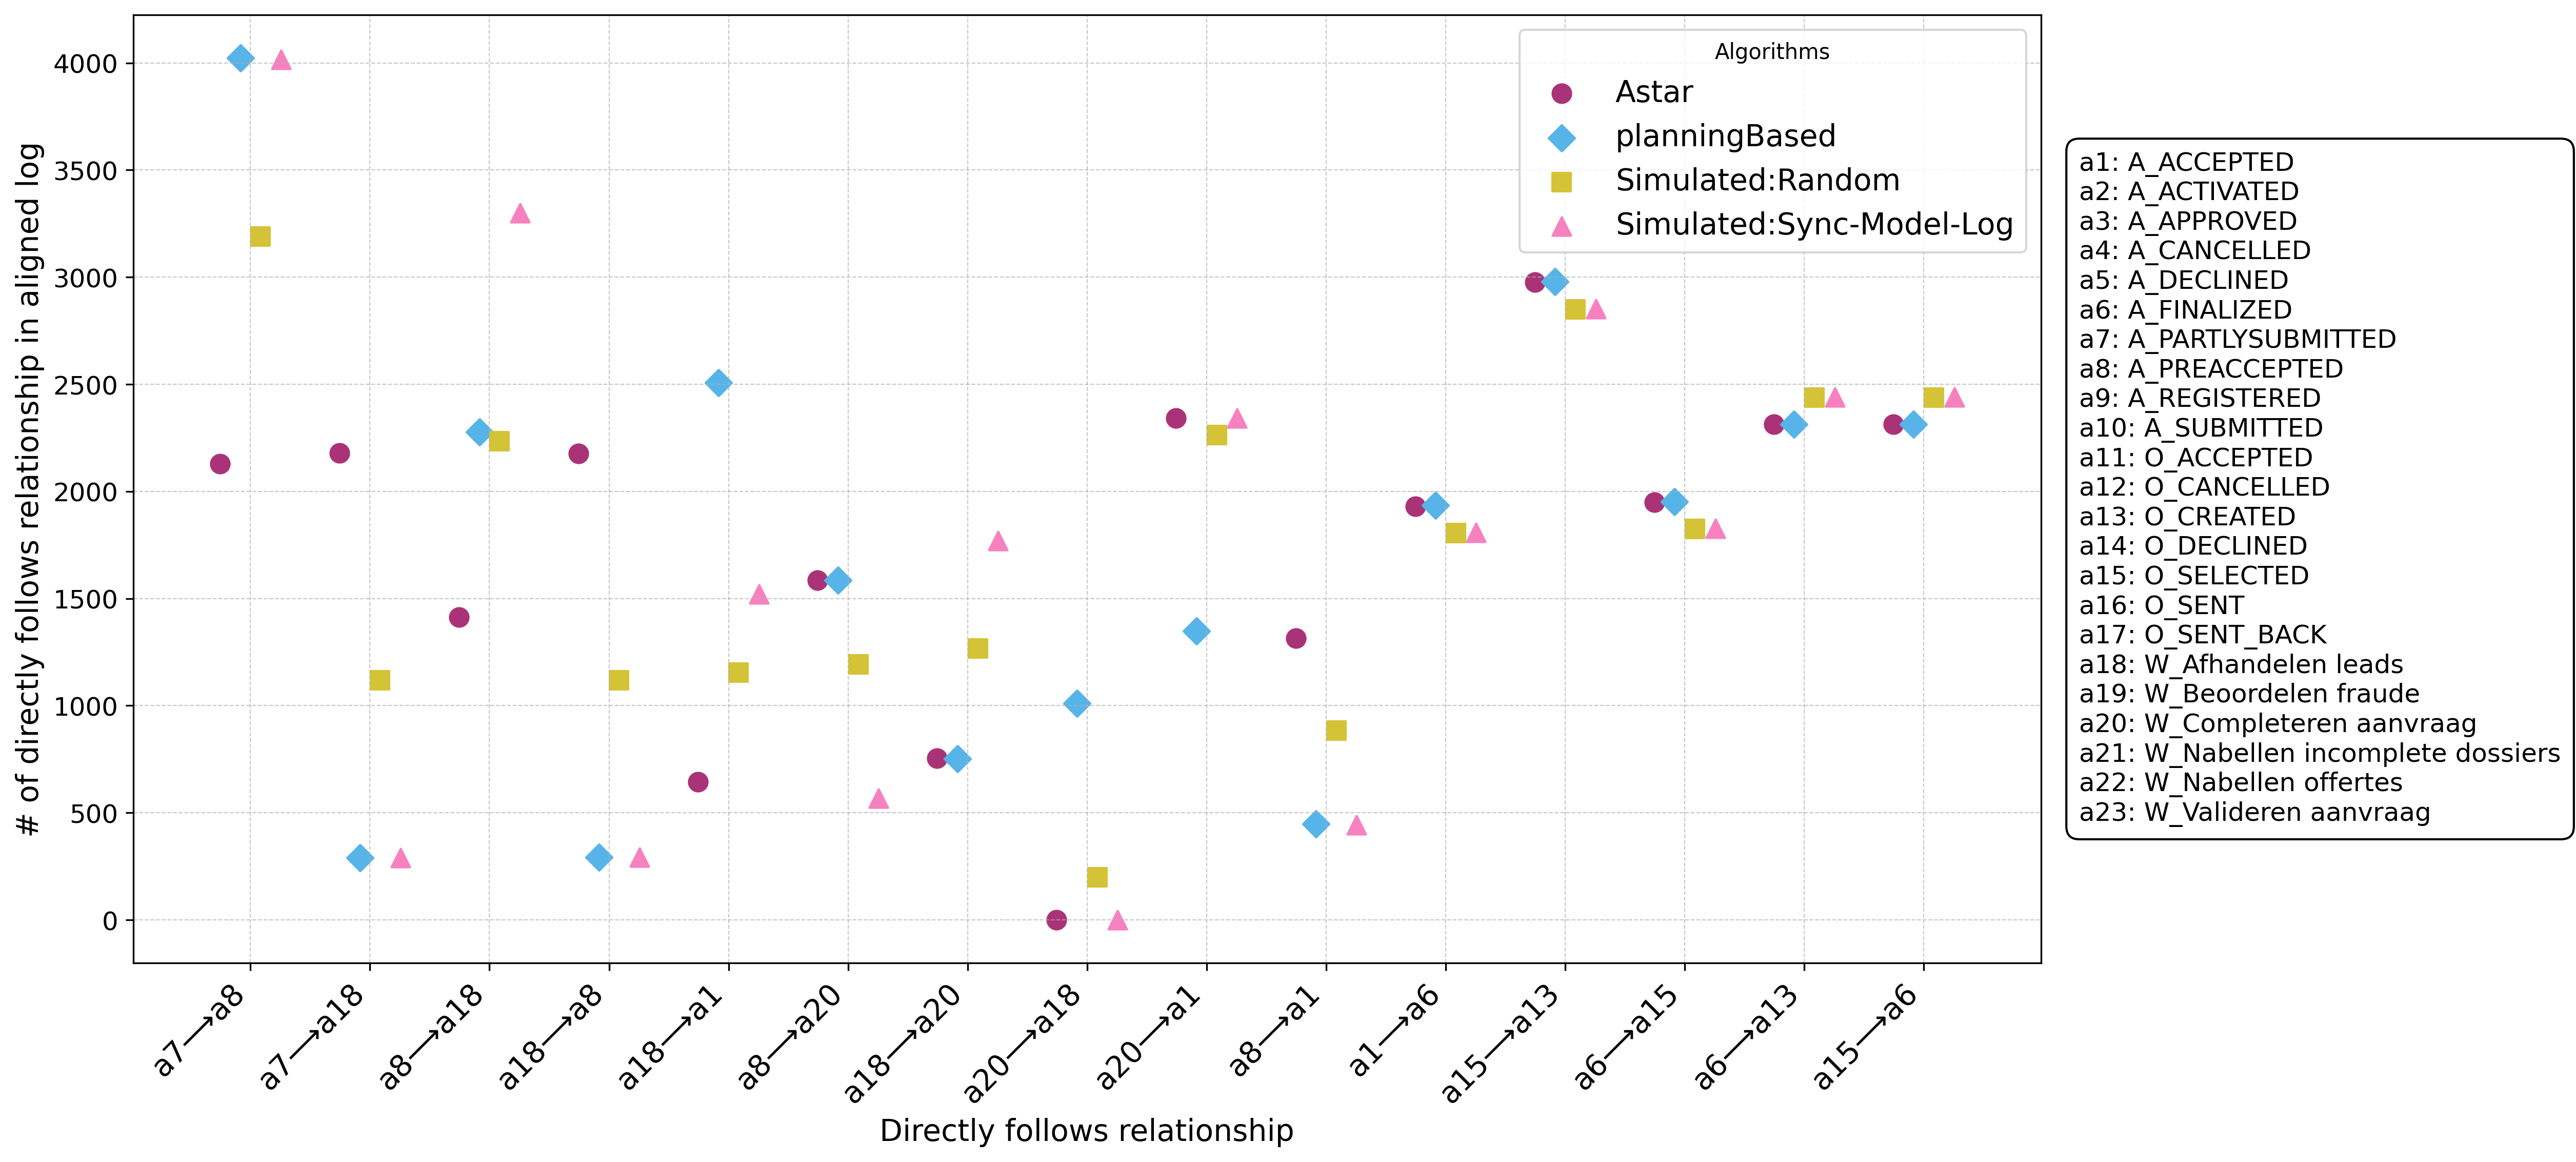 # of directly follows relationship in aligned log
4000
3500
3000
2500
2000
1500
1000
500
0
Algorithms
Astar
planningBased
Simulated:Random
Simulated:Sync-Model-Log
a7→a8
a7→a18
a8→a18
a18→a8
a18→a1
a8→a20
a18→a20
a20→a18
a20→a1
a8→a1
a1→a6
a15→a13
a6→a15
a6→a13
a15→a6
Directly follows relationship
a1: A_ACCEPTED
a2: A_ACTIVATED
a3: A_APPROVED
a4: A_CANCELLED
a5: A_DECLINED
a6: A_FINALIZED
a7: A_PARTLYSUBMITTED
a8: A_PREACCEPTED
a9: A_REGISTERED
a10: A_SUBMITTED
a11: O_ACCEPTED
a12: O_CANCELLED
a13: O_CREATED
a14: O_DECLINED
a15: O_SELECTED
a16: O_SENT
a17: O_SENT_BACK
a18: W_Afhandelen leads
a19: W_Beoordelen fraude
a20: W_Completeren aanvraag
a21: W_Nabellen incomplete dossiers
a22: W_Nabellen offertes
a23: W_Valideren aanvraag